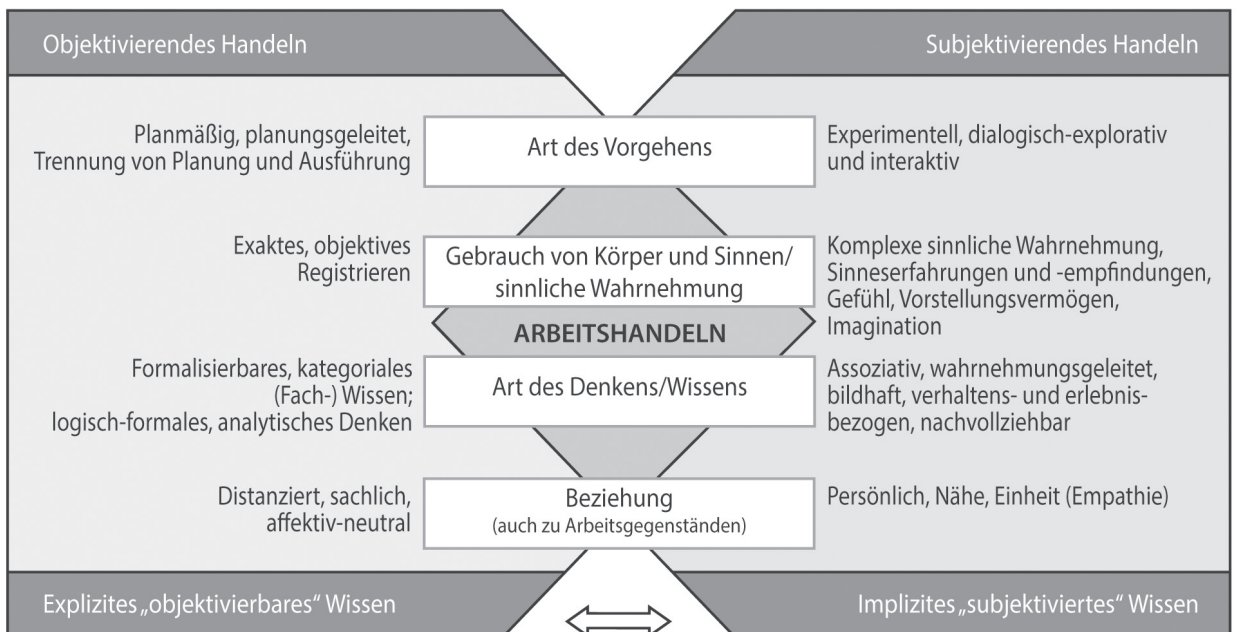 Objektivierendes Handeln
Subjektivierendes Handeln
Planmäßig, planungsgeleitet,
Trennung von Planung und Ausführung
Art des Vorgehens
Experimentell, dialogisch-explorativ
und interaktiv
Exaktes, objektives
Registrieren
Gebrauch von Körper und Sinnen/
sinnliche Wahrnehmung
Komplexe sinnliche Wahrnehmung,
Sinneserfahrungen und -empfindungen,
Gefühl, Vorstellungsvermögen,
Imagination
ARBEITSHANDELN
Formalisierbares, kategoriales
(Fach-) Wissen;
logisch-formales, analytisches Denken
Art des Denkens/Wissens
Assoziativ, wahrnehmungsgeleitet,
bildhaft, verhaltens- und erlebnis-
bezogen, nachvollziehbar
Distanziert, sachlich,
affektiv-neutral
Beziehung
(auch zu Arbeitsgegenständen)
Persönlich, Nähe, Einheit (Empathie)
Explizites „objektivierbares“ Wissen
Implizites „subjektiviertes“ Wissen